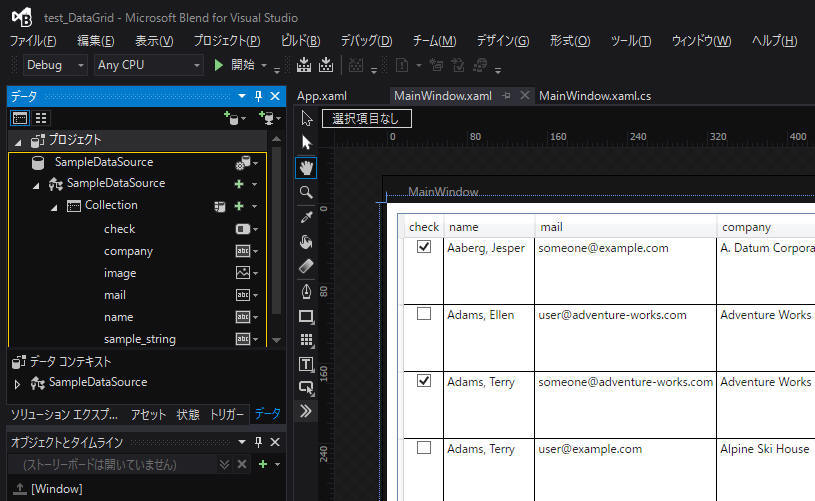 test_DataGrid - Microsoft Blend for Visual Studio
ファイル(F) 編集(E) 表示(V) プロジェクト(P) ビルド(B) デバッグ(D) チーム(M) デザイン(G) 形式(O) ツール(T) ウィンドウ(W) ヘルプ(H)
Debug Any CPU 開始
データ
App.xaml MainWindow.xaml MainWindow.xaml.cs
選択項目なし
プロジェクト
SampleDataSource
SampleDataSource
Collection
check
company
abc
image
mail
abc
name
abc
sample_string
abc
データ コンテキスト
SampleDataSource
ソリューション エクスプ... アセット 状態 トリガー データ
オブジェクトとタイムライン
(ストーリーボードは開いていません)
[Window]
0 80 160 240 320 400
0
80
160
240
MainWindow
check name mail company
Aaberg, Jesper someone@example.com A. Datum Corpora
Adams, Ellen user@adventure-works.com Adventure Works
Adams, Terry someone@adventure-works.com Adventure Works
Adams, Terry user@example.com Alpine Ski House